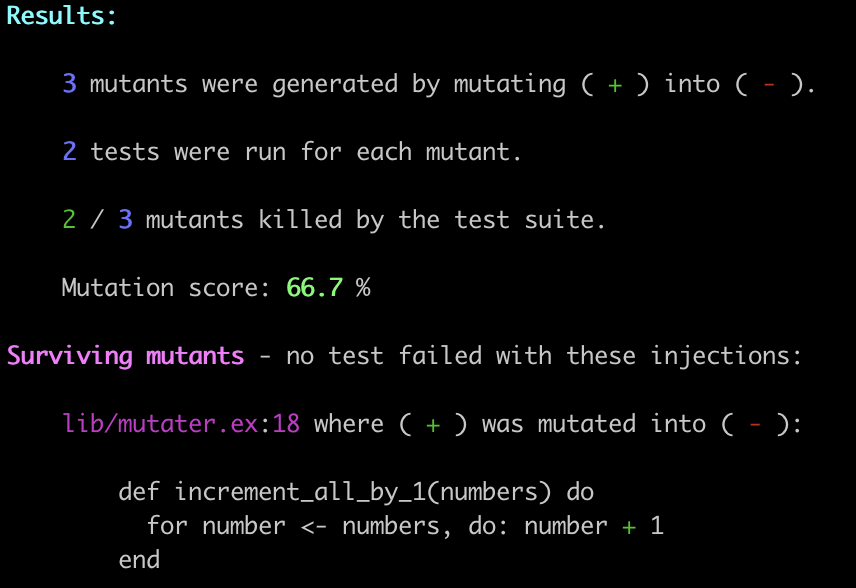 Results:
3 mutants were generated by mutating ( + ) into ( - ).
2 tests were run for each mutant.
2 / 3 mutants killed by the test suite.
Mutation score: 66.7 %
Surviving mutants - no test failed with these injections:
lib/mutater.ex:18 where ( + ) was mutated into ( - ):
def increment_all_by_1(numbers) do
for number <- numbers, do: number + 1
end